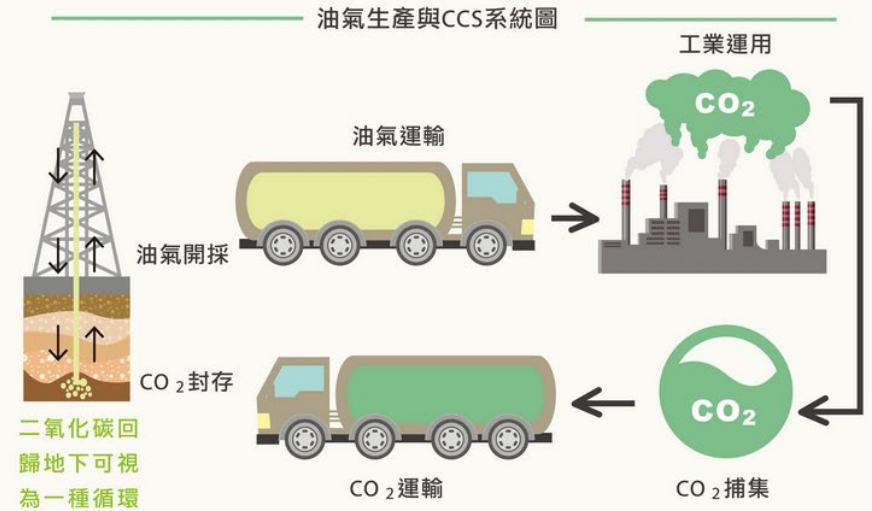 油氣生產與CCS系統圖
工業運用
CO₂
油氣運輸
油氣開採
CO₂封存
CO₂
二氧化碳回
歸地下可視
為一種循環
CO₂運輸
CO₂捕集